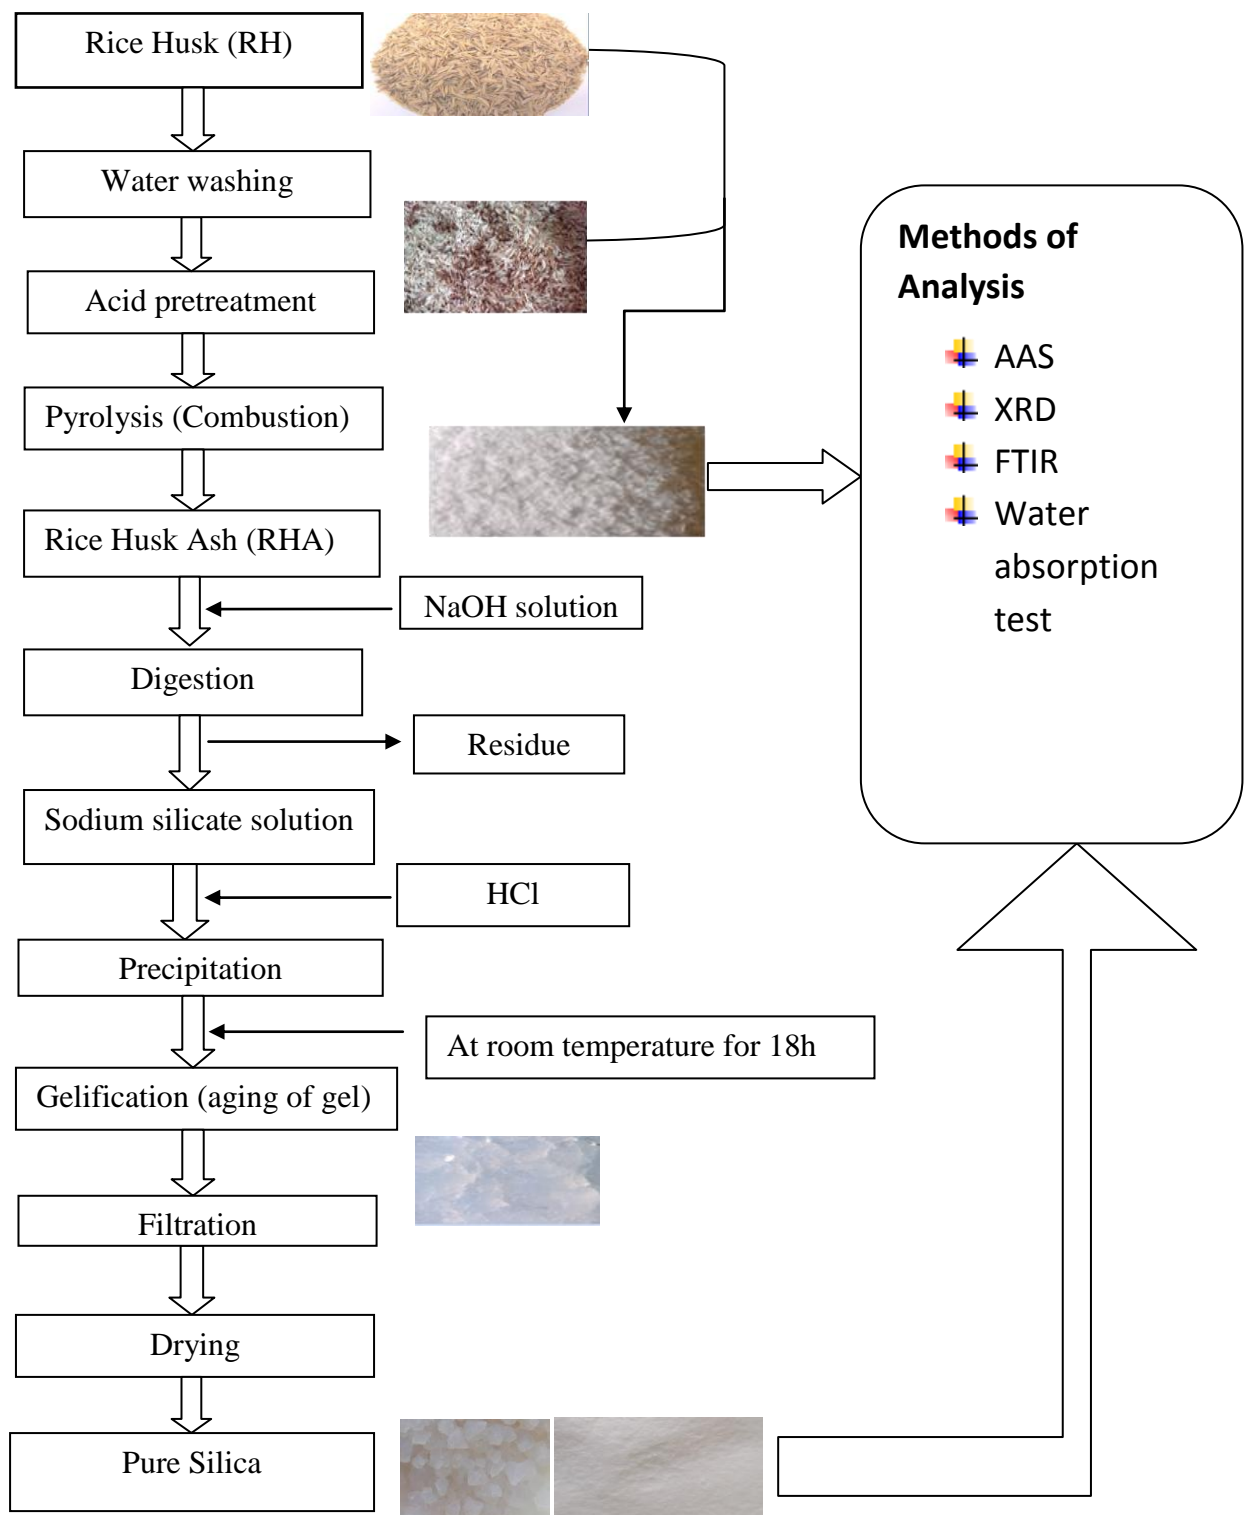 Rice Husk (RH)
Water washing
Acid pretreatment
Pyrolysis (Combustion)
Rice Husk Ash (RHA)
NaOH solution
Digestion
Residue
Sodium silicate solution
HCl
Precipitation
At room temperature for 18h
Gelification (aging of gel)
Filtration
Drying
Pure Silica
Methods of
Analysis
AAS
XRD
FTIR
Water
absorption
test